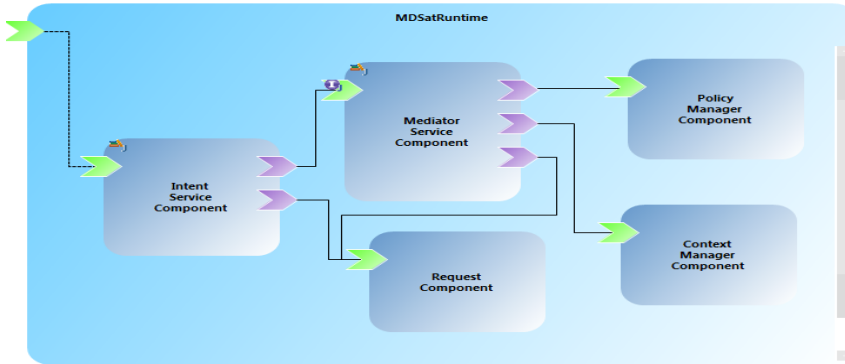 MDSatRuntime
Policy
Manager
Component
Mediator
Service
Component
Intent
Service
Component
Context
Manager
Component
Request
Component